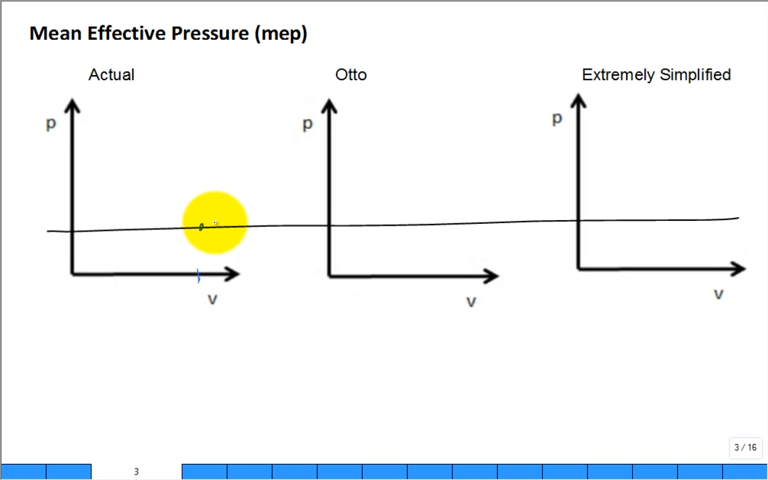 Mean Effective Pressure (mep)
Actual
Otto
Extremely Simplified
p
p
p
v
v
v
3 / 16
3